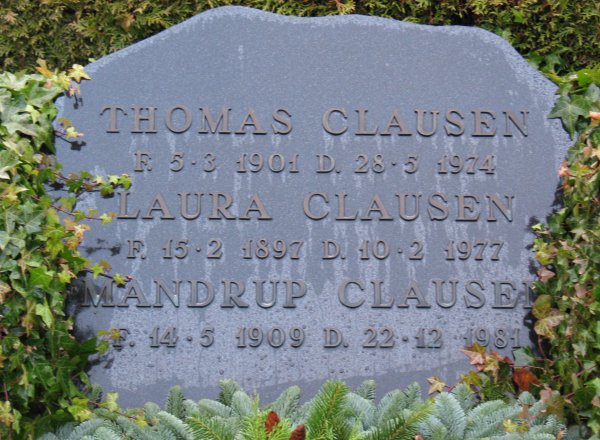 THOMAS CLAUSEN
F. 5·3 1901 D. 28·5 1974
LAURA CLAUSEN
F. 15·2 1897 D. 10·2 1977
MANDRUP CLAUSEN
F. 14·5 1909 D. 22·12 1981